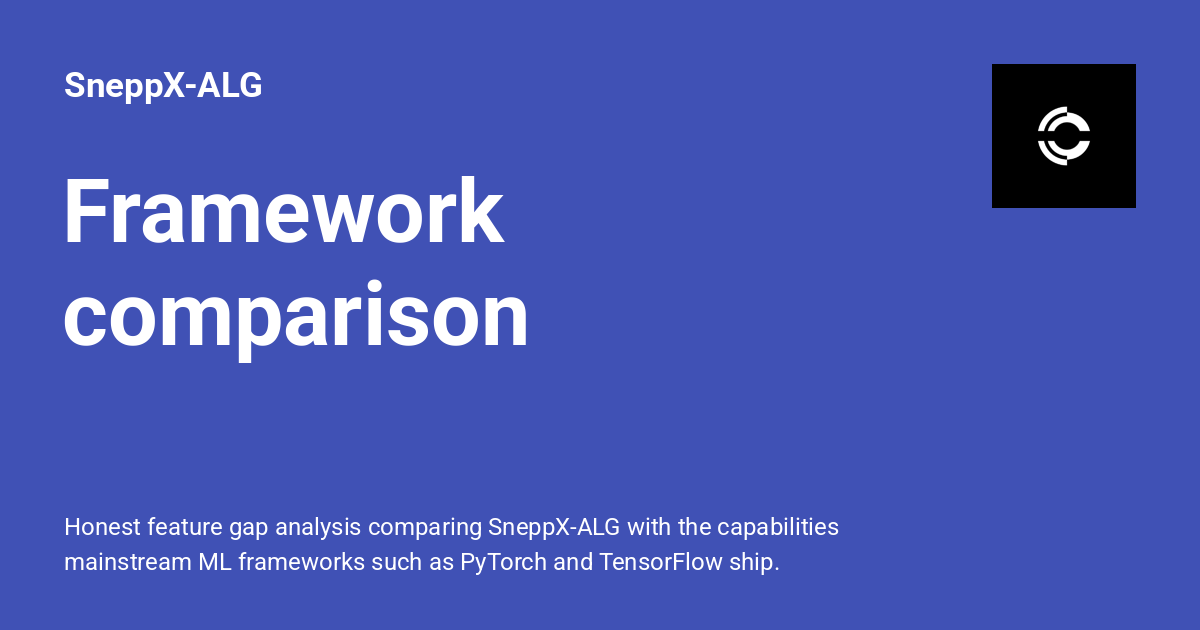 SneppX-ALG
Framework
comparison
Honest feature gap analysis comparing SneppX-ALG with the capabilities
mainstream ML frameworks such as PyTorch and TensorFlow ship.